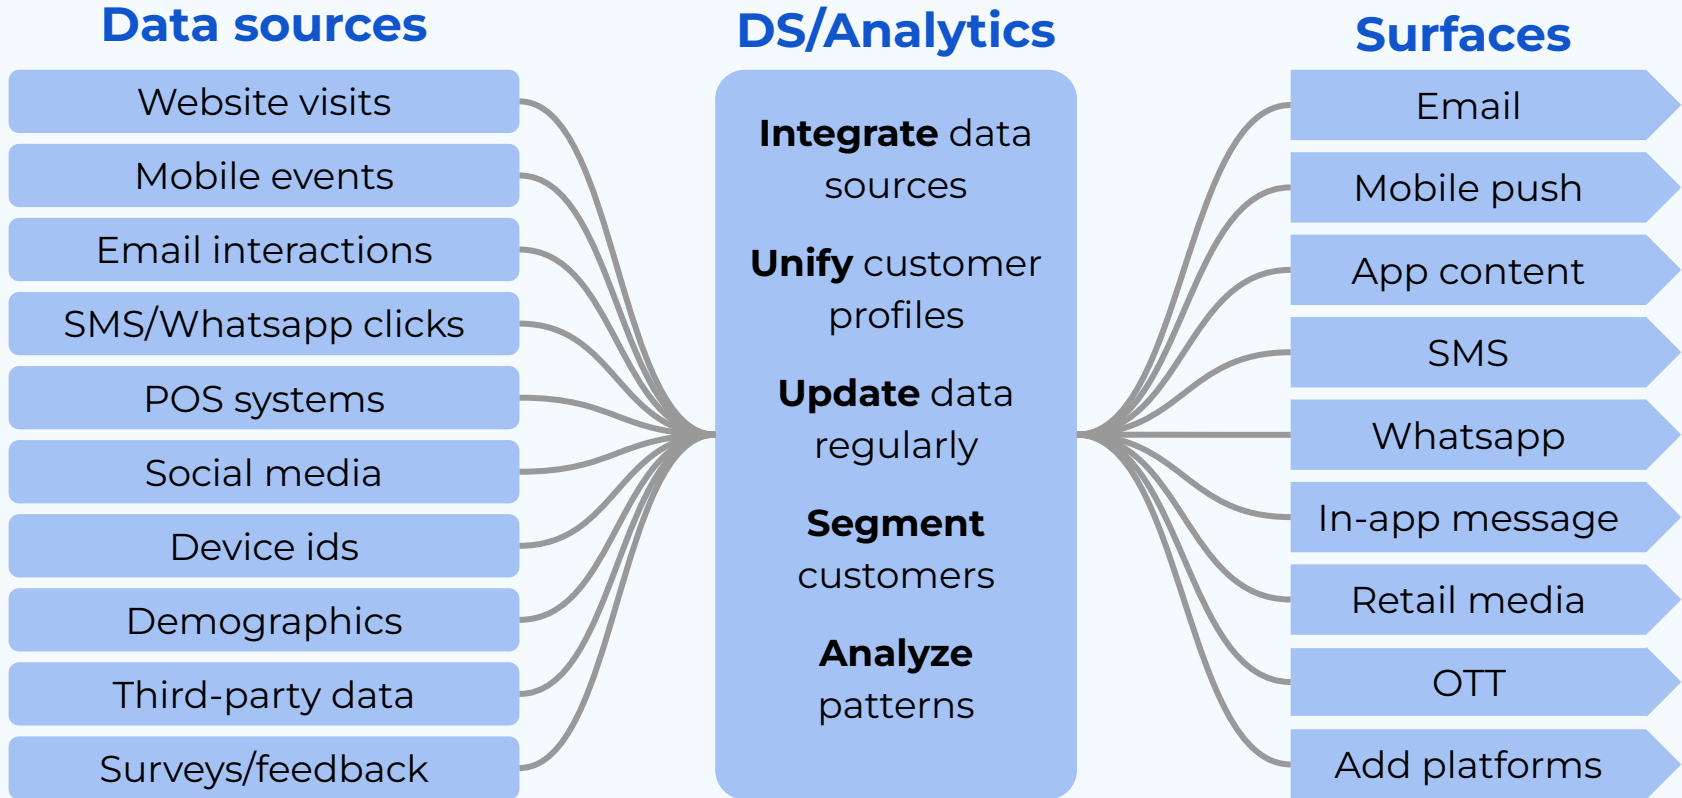 Data sources
Website visits
Mobile events
Email interactions
SMS/Whatsapp clicks
POS systems
Social media
Device ids
Demographics
Third-party data
Surveys/feedback
DS/Analytics
Integrate data
sources
Unify customer
profiles
Update data
regularly
Segment
customers
Analyze
patterns
Surfaces
Email
Mobile push
App content
SMS
Whatsapp
In-app message
Retail media
OTT
Add platforms